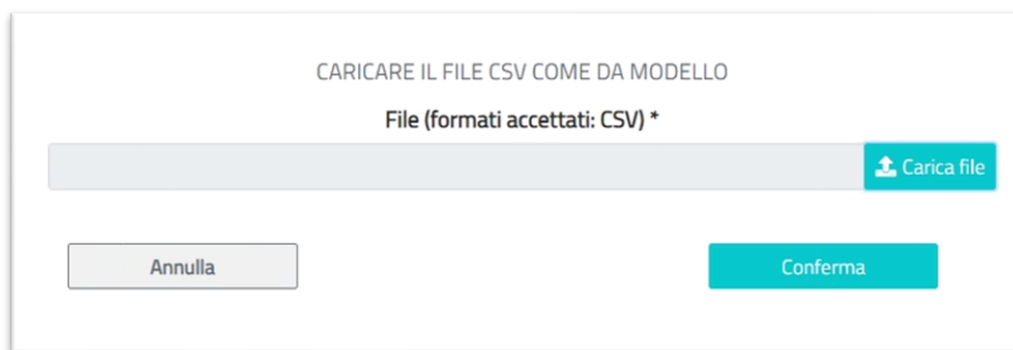 CARICARE IL FILE CSV COME DA MODELLO
File (formati accettati: CSV) *
Carica file
Annulla
Conferma